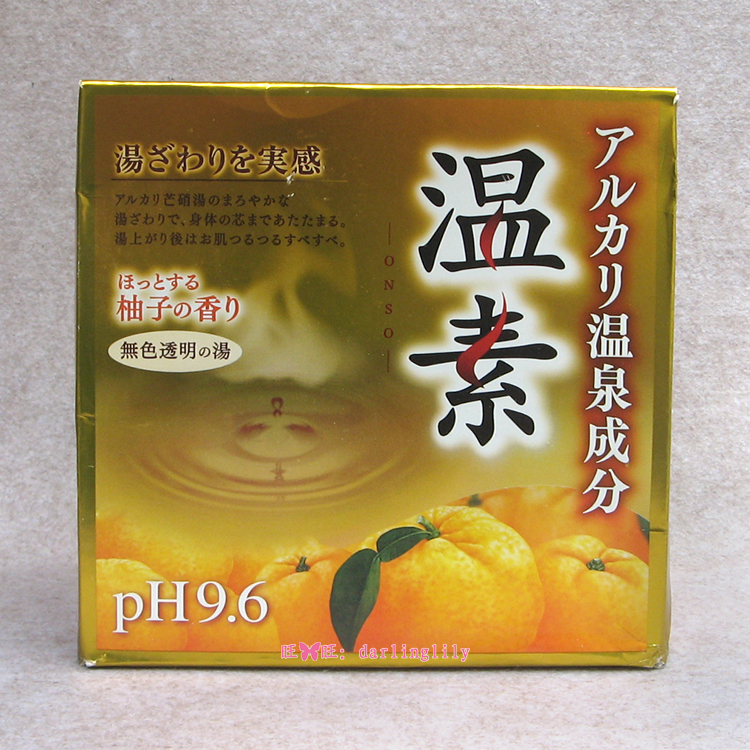 湯ざわりを実感
アルカリ芒硝湯のまろやかな
湯ざわりで、身体の芯まであたたまる。
湯上がり後はお肌つるつるすべすべ。
ほっとする
柚子の香り
無色透明の湯
ONSO
温素
アルカリ温泉成分
pH9.6
旺旺: darlinglily